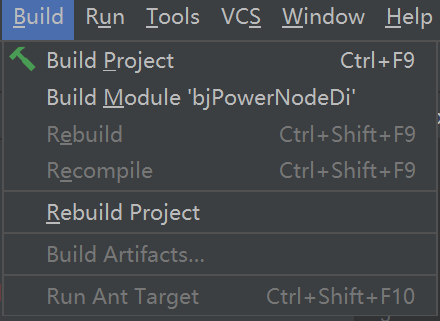 Build Run Tools VCS Window Help
Build Project Ctrl+F9
Build Module 'bjPowerNodeDi'
Rebuild Ctrl+Shift+F9
Recompile Ctrl+Shift+F9
Rebuild Project
Build Artifacts...
Run Ant Target Ctrl+Shift+F10